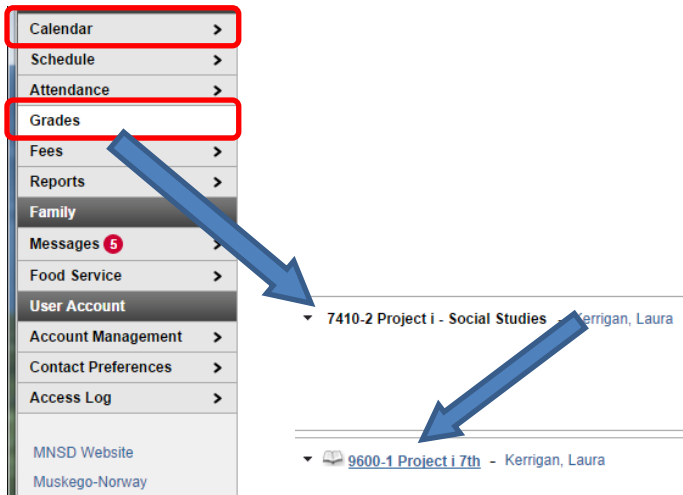 Calendar
Schedule
Attendance
Grades
Fees
Reports
Family
Messages 5
Food Service
User Account
Account Management
Contact Preferences
Access Log
MNSD Website
Muskego-Norway
7410-2 Project i - Social Studies - Kerrigan, Laura
9600-1 Project i 7th - Kerrigan, Laura